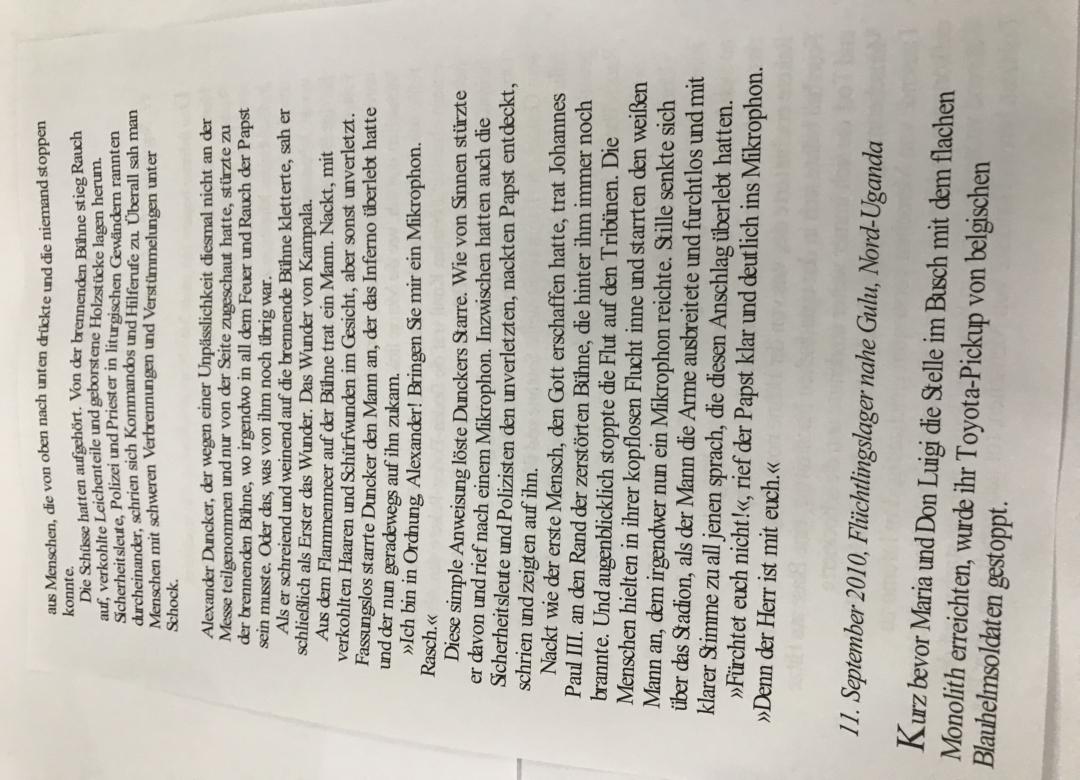 aus Menschen, die von oben nach unten drückte und die niemand stoppen
konnte.
Die Schüsse hatten aufgehört. Von der brennenden Bühne stieg Rauch
auf, verkohlte Leichenteile und geborstene Holzstücke lagen herum.
Sicherheitsleute, Polizei und Priester in liturgischen Gewändern rannten
durcheinander, schrien sich Kommandos und Hilferufe zu. Überall sah man
Menschen mit schweren Verbrennungen und Verstümmelungen unter
Schock.
Alexander Duncker, der wegen einer Unpässlichkeit diesmal nicht an der
Messe teilgenommen und nur von der Seite zugeschaut hatte, stürzte zu
der brennenden Bühne, wo irgendwo in all dem Feuer und Rauch der Papst
sein musste. Oder das, was von ihm noch übrig war.
Als er schreiend und weinend auf die brennende Bühne kletterte, sah er
schließlich als Erster das Wunder. Das Wunder von Kampala.
Aus dem Flammenmeer auf der Bühne trat ein Mann. Nackt, mit
verkohlten Haaren und Schürfwunden im Gesicht, aber sonst unverletzt.
Fassungslos starrte Duncker den Mann an, der das Inferno überlebt hatte
und der nun geradewegs auf ihn zukam.
»Ich bin in Ordnung, Alexander! Bringen Sie mir ein Mikrophon.
Rasch.«
Diese simple Anweisung löste Dunckers Starre. Wie von Sinnen stürzte
er davon und rief nach einem Mikrophon. Inzwischen hatten auch die
Sicherheitsleute und Polizisten den unverletzten, nackten Papst entdeckt,
schrien und zeigten auf ihn.
Nackt wie der erste Mensch, den Gott erschaffen hatte, trat Johannes
Paul III. an den Rand der zerstörten Bühne, die hinter ihm immer noch
brannte. Und augenblicklich stoppte die Flut auf den Tribünen. Die
Menschen hielten in ihrer kopflosen Flucht inne und starrten den weißen
Mann an, dem irgendwer nun ein Mikrophon reichte. Stille senkte sich
über das Stadion, als der Mann die Arme ausbreitete und furchtlos und mit
klarer Stimme zu all jenen sprach, die diesen Anschlag überlebt hatten.
»Fürchtet euch nicht!«, rief der Papst klar und deutlich ins Mikrophon.
»Denn der Herr ist mit euch.«
11. September 2010, Flüchtlingslager nahe Gulu, Nord-Uganda
Kurz bevor Maria und Don Luigi die Stelle im Busch mit dem flachen
Monolith erreichten, wurde ihr Toyota-Pickup von belgischen
Blauhelmsoldaten gestoppt.